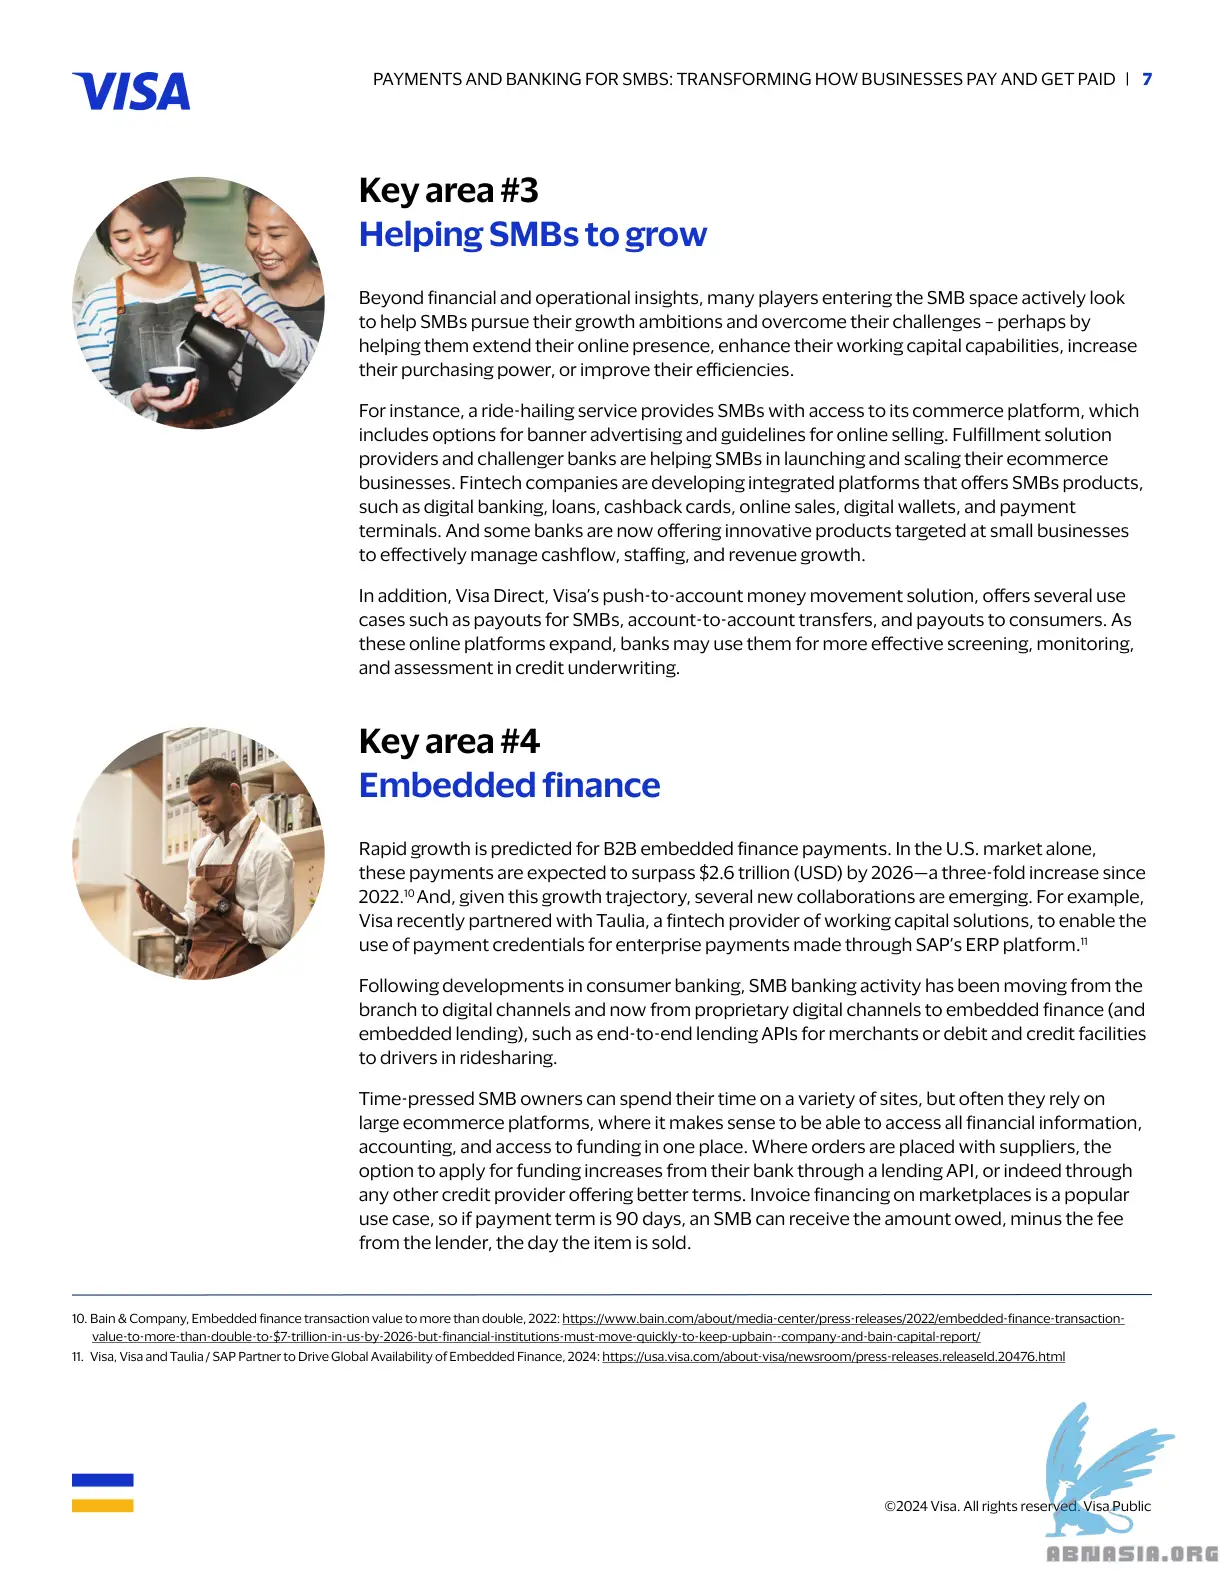 VISA
PAYMENTS AND BANKING FOR SMBS: TRANSFORMING HOW BUSINESSES PAY AND GET PAID | 7
Key area #3
Helping SMBs to grow
Beyond financial and operational insights, many players entering the SMB space actively look
to help SMBs pursue their growth ambitions and overcome their challenges – perhaps by
helping them extend their online presence, enhance their working capital capabilities, increase
their purchasing power, or improve their efficiencies.
For instance, a ride-hailing service provides SMBs with access to its commerce platform, which
includes options for banner advertising and guidelines for online selling. Fulfillment solution
providers and challenger banks are helping SMBs in launching and scaling their ecommerce
businesses. Fintech companies are developing integrated platforms that offers SMBs products,
such as digital banking, loans, cashback cards, online sales, digital wallets, and payment
terminals. And some banks are now offering innovative products targeted at small businesses
to effectively manage cashflow, staffing, and revenue growth.
In addition, Visa Direct, Visa's push-to-account money movement solution, offers several use
cases such as payouts for SMBs, account-to-account transfers, and payouts to consumers. As
these online platforms expand, banks may use them for more effective screening, monitoring,
and assessment in credit underwriting.
Key area #4
Embedded finance
Rapid growth is predicted for B2B embedded finance payments. In the U.S. market alone,
these payments are expected to surpass $2.6 trillion (USD) by 2026—a three-fold increase since
2022.10 And, given this growth trajectory, several new collaborations are emerging. For example,
Visa recently partnered with Taulia, a fintech provider of working capital solutions, to enable the
use of payment credentials for enterprise payments made through SAP's ERP platform.11
Following developments in consumer banking, SMB banking activity has been moving from the
branch to digital channels and now from proprietary digital channels to embedded finance (and
embedded lending), such as end-to-end lending APIs for merchants or debit and credit facilities
to drivers in ridesharing.
Time-pressed SMB owners can spend their time on a variety of sites, but often they rely on
large ecommerce platforms, where it makes sense to be able to access all financial information,
accounting, and access to funding in one place. Where orders are placed with suppliers, the
option to apply for funding increases from their bank through a lending API, or indeed through
any other credit provider offering better terms. Invoice financing on marketplaces is a popular
use case, so if payment term is 90 days, an SMB can receive the amount owed, minus the fee
from the lender, the day the item is sold.
10. Bain & Company, Embedded finance transaction value to more than double, 2022: https://www.bain.com/about/media-center/press-releases/2022/embedded-finance-transaction-
value-to-more-than-double-to-$7-trillion-in-us-by-2026-but-financial-institutions-must-move-quickly-to-keep-upbain--company-and-bain-capital-report/
11. Visa, Visa and Taulia / SAP Partner to Drive Global Availability of Embedded Finance, 2024: https://usa.visa.com/about-visa/newsroom/press-releases.releaseId.20476.html
©2024 Visa. All rights reserved. Visa Public
ABNASIA.ORG